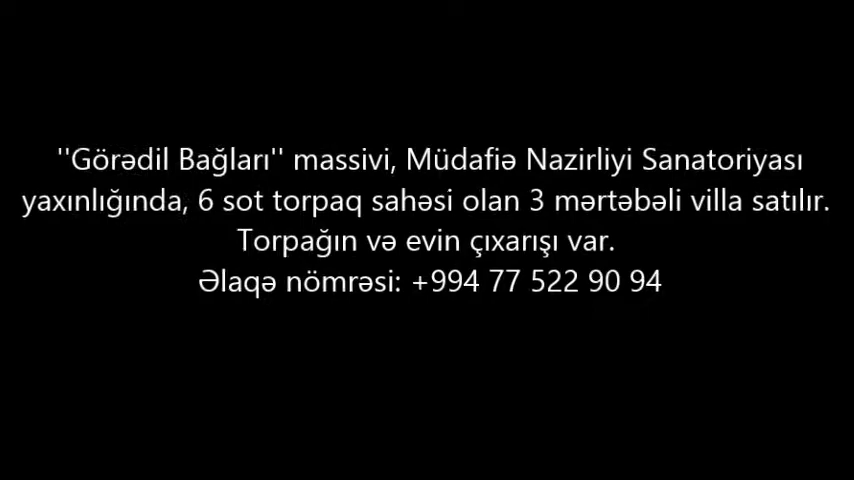 ''Görədil Bağları'' massivi, Müdafiə Nazirliyi Sanatoriyası
yaxınlığında, 6 sot torpaq sahəsi olan 3 mərtəbəli villa satılır.
Torpağın və evin çıxarışı var.
Əlaqə nömrəsi: +994 77 522 90 94